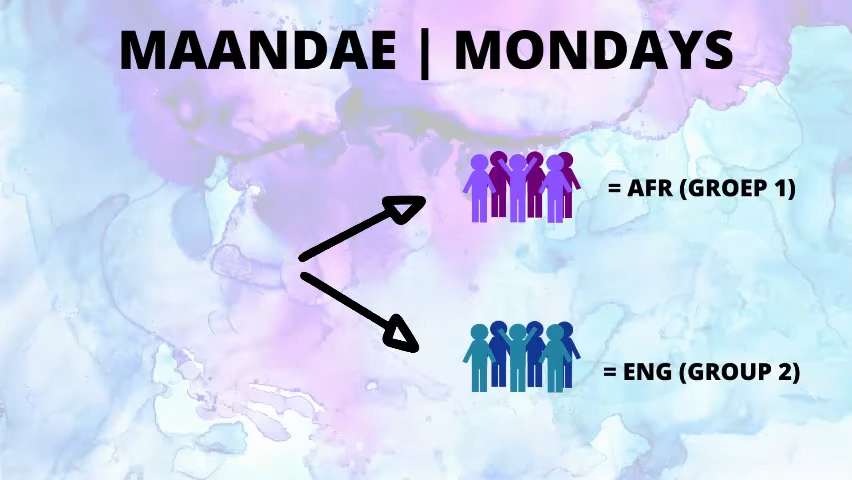 MAANDAE | MONDAYS
= AFR (GROEP 1)
= ENG (GROUP 2)